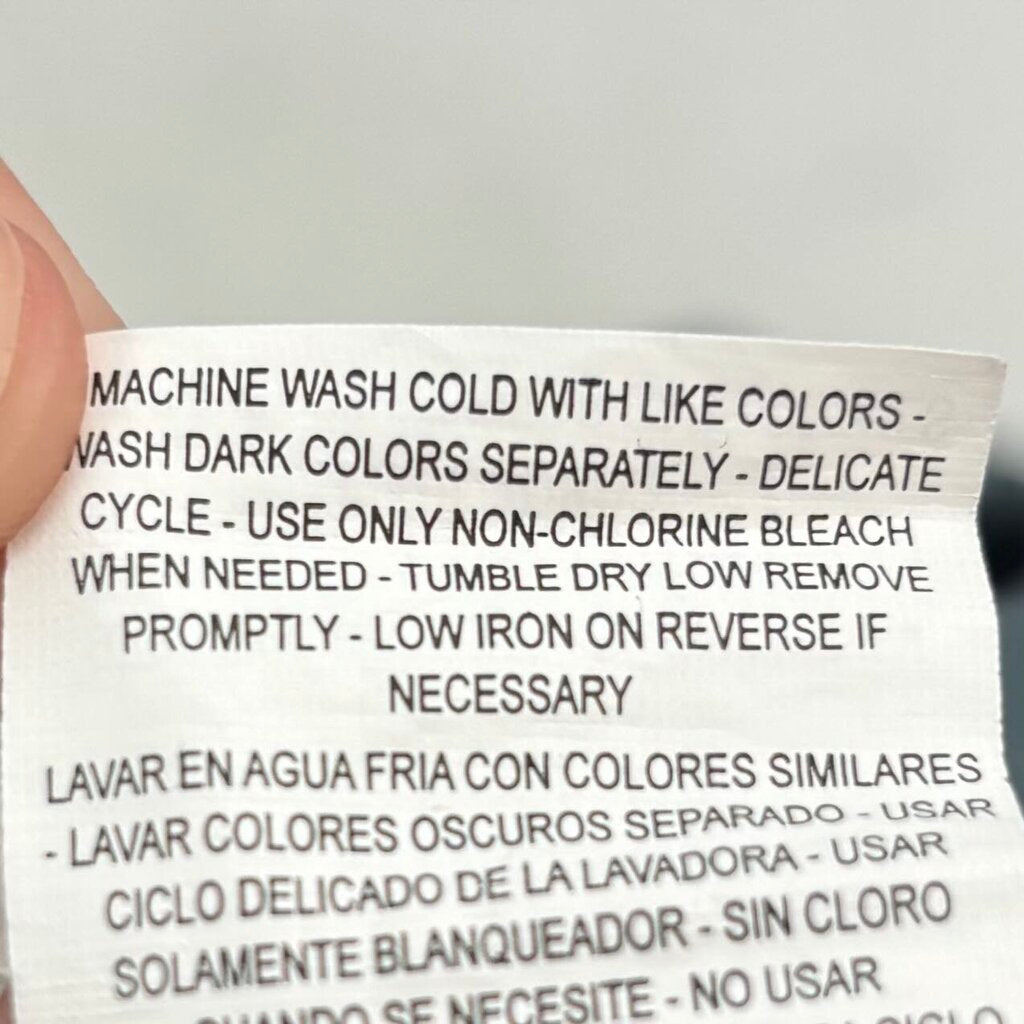 MACHINE WASH COLD WITH LIKE COLORS -
WASH DARK COLORS SEPARATELY - DELICATE
CYCLE - USE ONLY NON-CHLORINE BLEACH
WHEN NEEDED - TUMBLE DRY LOW REMOVE
PROMPTLY - LOW IRON ON REVERSE IF
NECESSARY
LAVAR EN AGUA FRIA CON COLORES SIMILARES
- LAVAR COLORES OSCUROS SEPARADO - USAR
CICLO DELICADO DE LA LAVADORA - USAR
SOLAMENTE BLANQUEADOR - SIN CLORO
CUANDO SE NECESITE - NO USAR
CICLO